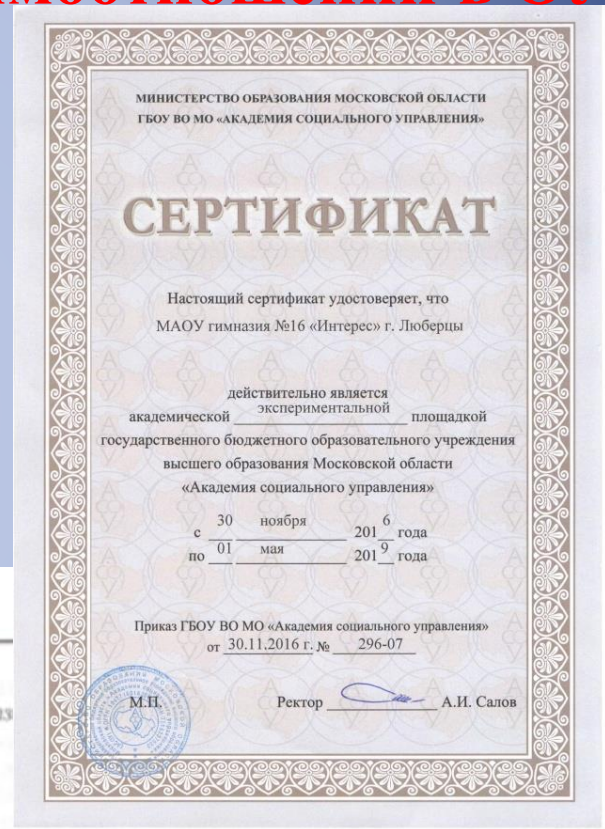 МИНИСТЕРСТВО ОБРАЗОВАНИЯ МОСКОВСКОЙ ОБЛАСТИ
ГБОУ ВО МО «АКАДЕМИЯ СОЦИАЛЬНОГО УПРАВЛЕНИЯ»
СЕРТИФИКАТ
Настоящий сертификат удостоверяет, что
МАОУ гимназия №16 «Интерес» г. Люберцы
действительно является
академической экспериментальной площадкой
государственного бюджетного образовательного учреждения
высшего образования Московской области
«Академия социального управления»
с 30 ноября 2016 года
по 01 мая 2019 года
Приказ ГБОУ ВО МО «Академия социального управления»
от 30.11.2016 г. № 296-07
М.П. Ректор А.И. Салов